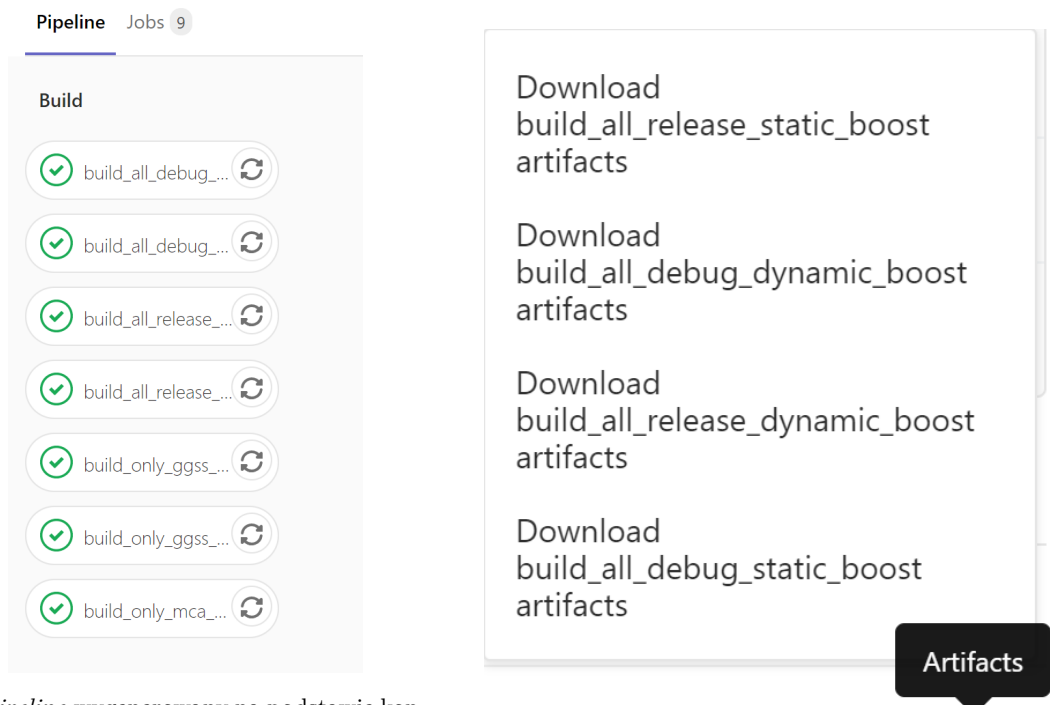 Pipeline Jobs 9
Build
build_all_debug_...
build_all_debug_...
build_all_release_...
build_all_release_...
build_only_ggss_...
build_only_ggss_...
build_only_mca_...
Download
build_all_release_static_boost
artifacts
Download
build_all_debug_dynamic_boost
artifacts
Download
build_all_release_dynamic_boost
artifacts
Download
build_all_debug_static_boost
artifacts
Artifacts